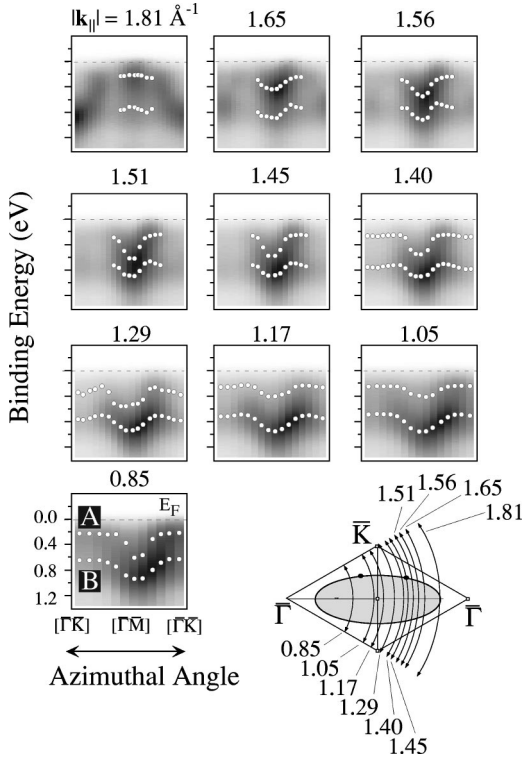 |k||| = 1.81 Å-1
1.65
1.56
1.51
1.45
1.40
1.29
1.17
1.05
0.85
Binding Energy (eV)
0.0
0.4
0.8
1.2
A
B
EF
[Γ̄K̄]
[Γ̄M̄]
[Γ̄K̄]
Azimuthal Angle
1.51
1.56
1.65
1.81
K̄
Γ̄
Γ̄
0.85
1.05
1.17
1.29
1.40
1.45